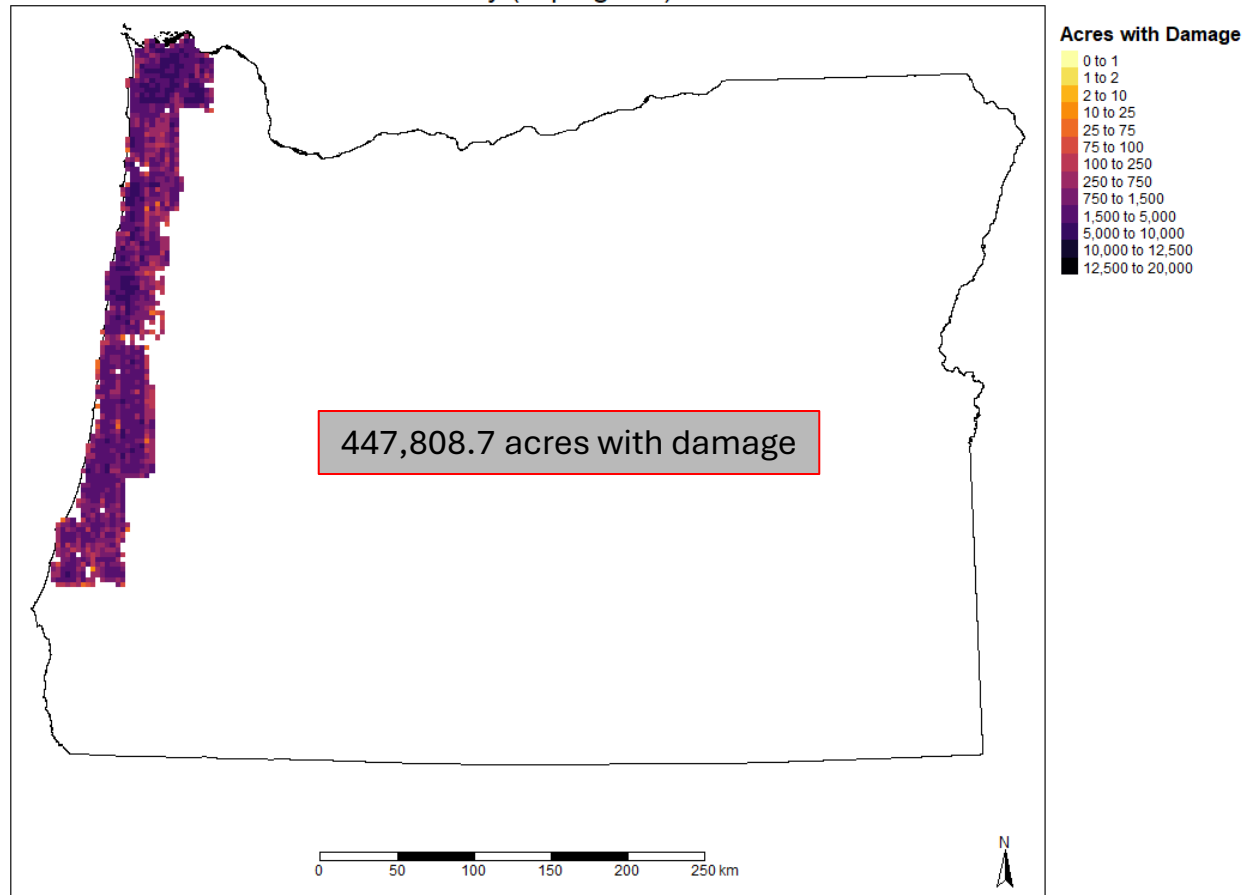 Acres with Damage
0 to 1
1 to 2
2 to 10
10 to 25
25 to 75
75 to 100
100 to 250
250 to 750
750 to 1,500
1,500 to 5,000
5,000 to 10,000
10,000 to 12,500
12,500 to 20,000
447,808.7 acres with damage
N
0 50 100 150 200 250 km